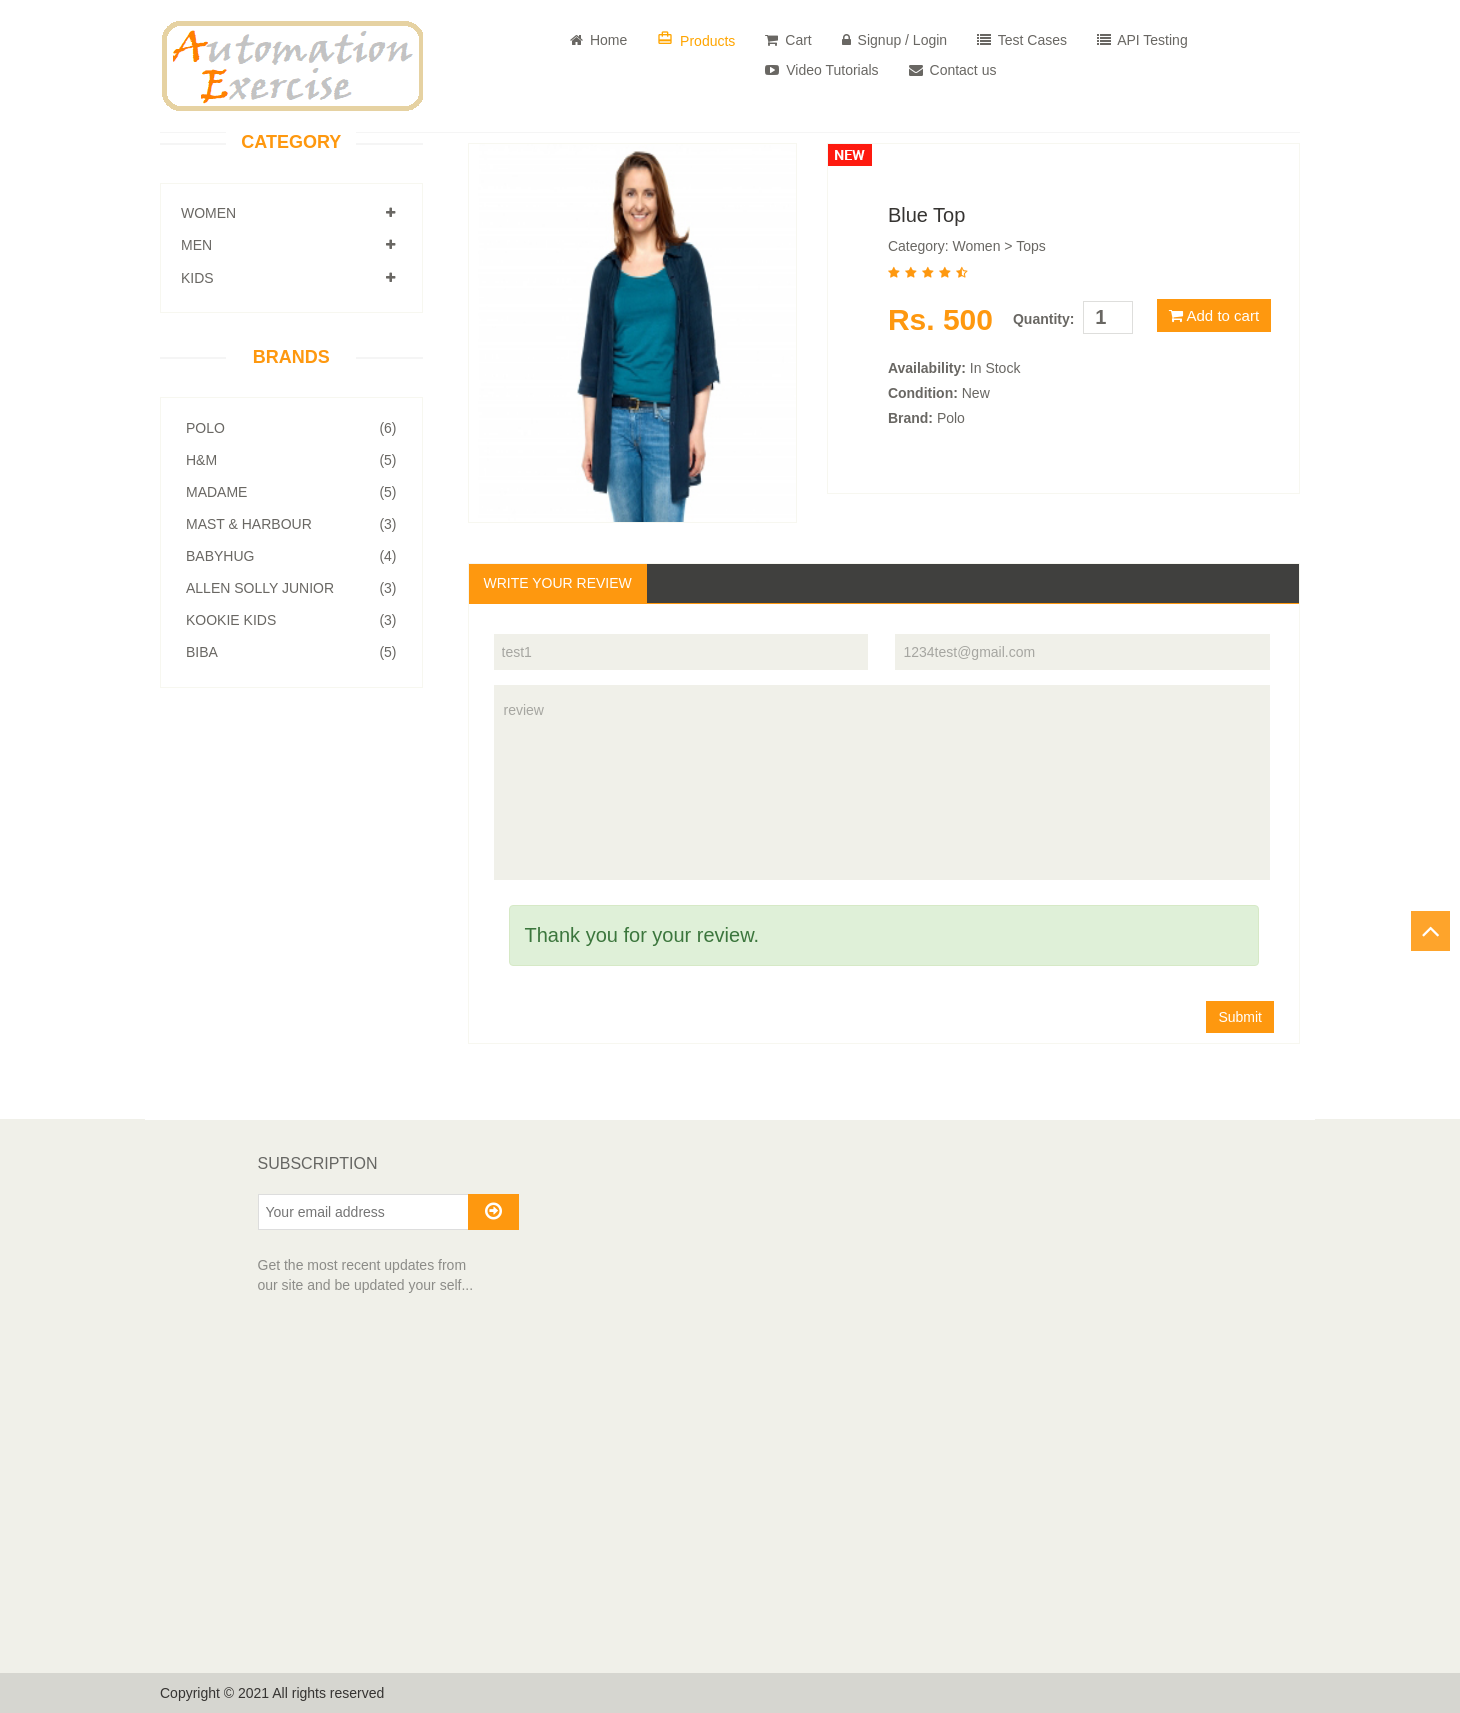 Automation
Exercise
Home
Products
Cart
Signup / Login
Test Cases
API Testing
Video Tutorials
Contact us
CATEGORY
WOMEN
MEN
KIDS
BRANDS
POLO (6)
H&M (5)
MADAME (5)
MAST & HARBOUR (3)
BABYHUG (4)
ALLEN SOLLY JUNIOR (3)
KOOKIE KIDS (3)
BIBA (5)
NEW
Blue Top
Category: Women > Tops
Rs. 500 Quantity: 1 Add to cart
Availability: In Stock
Condition: New
Brand: Polo
WRITE YOUR REVIEW
test1 1234test@gmail.com
review
Thank you for your review.
Submit
SUBSCRIPTION
Your email address
Get the most recent updates from
our site and be updated your self...
Copyright © 2021 All rights reserved